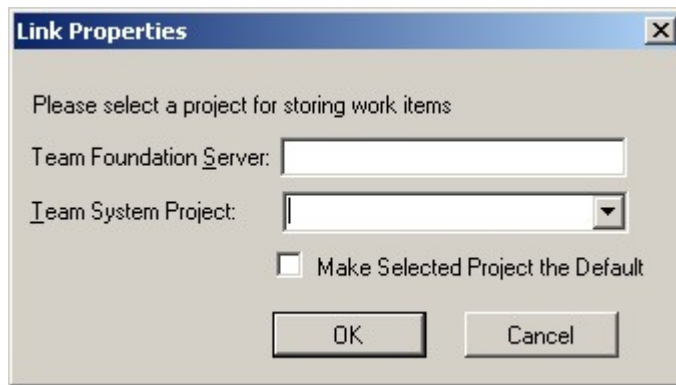 Link Properties
Please select a project for storing work items
Team Foundation Server:
Team System Project:
Make Selected Project the Default
OK
Cancel